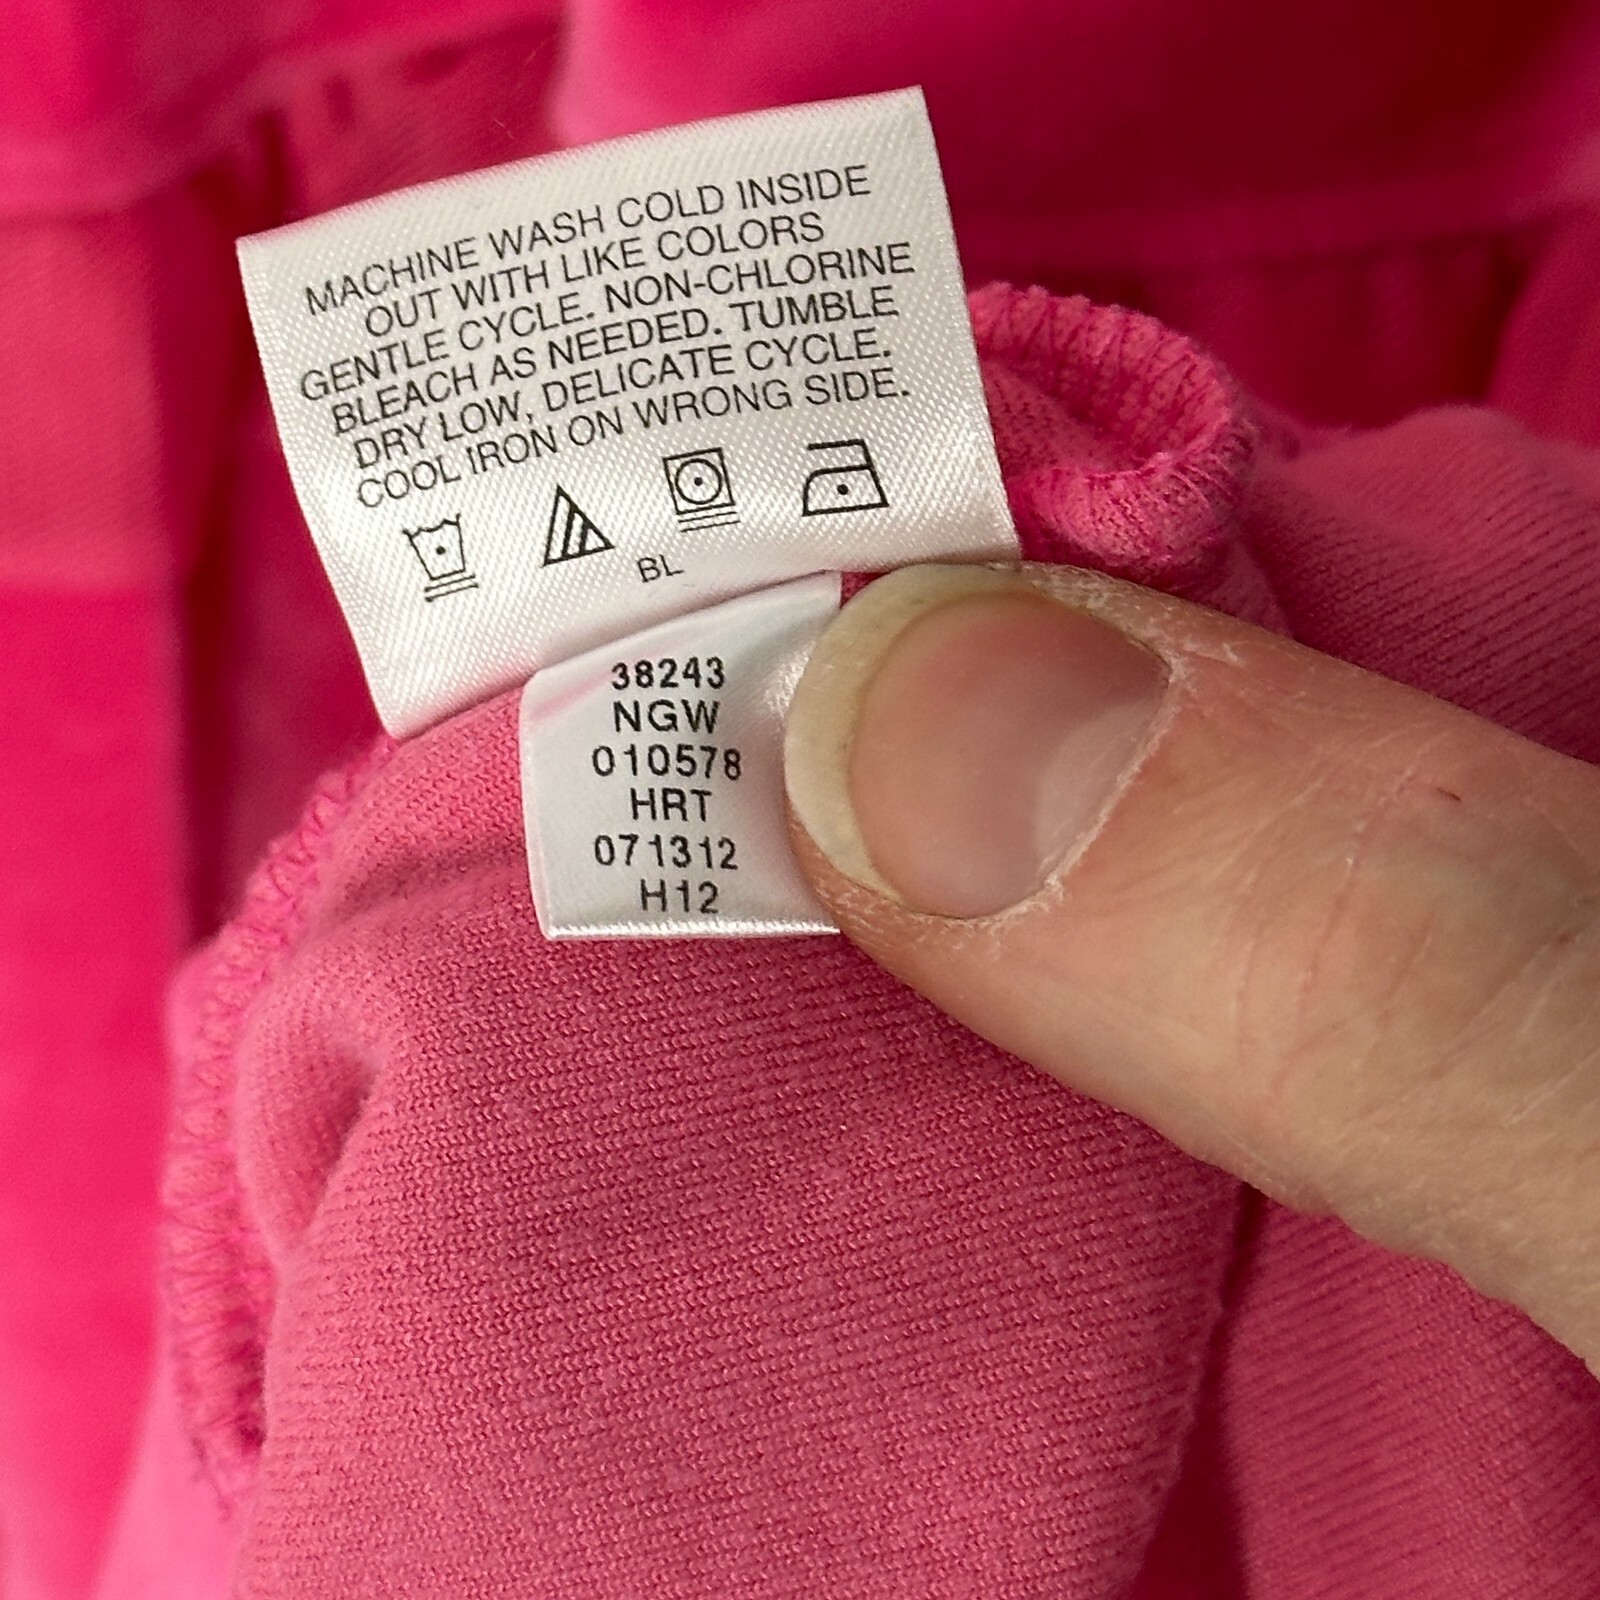 MACHINE WASH COLD INSIDE
OUT WITH LIKE COLORS
GENTLE CYCLE. NON-CHLORINE
BLEACH AS NEEDED. TUMBLE
DRY LOW, DELICATE CYCLE.
COOL IRON ON WRONG SIDE.
BL
38243
NGW
010578
HRT
071312
H12